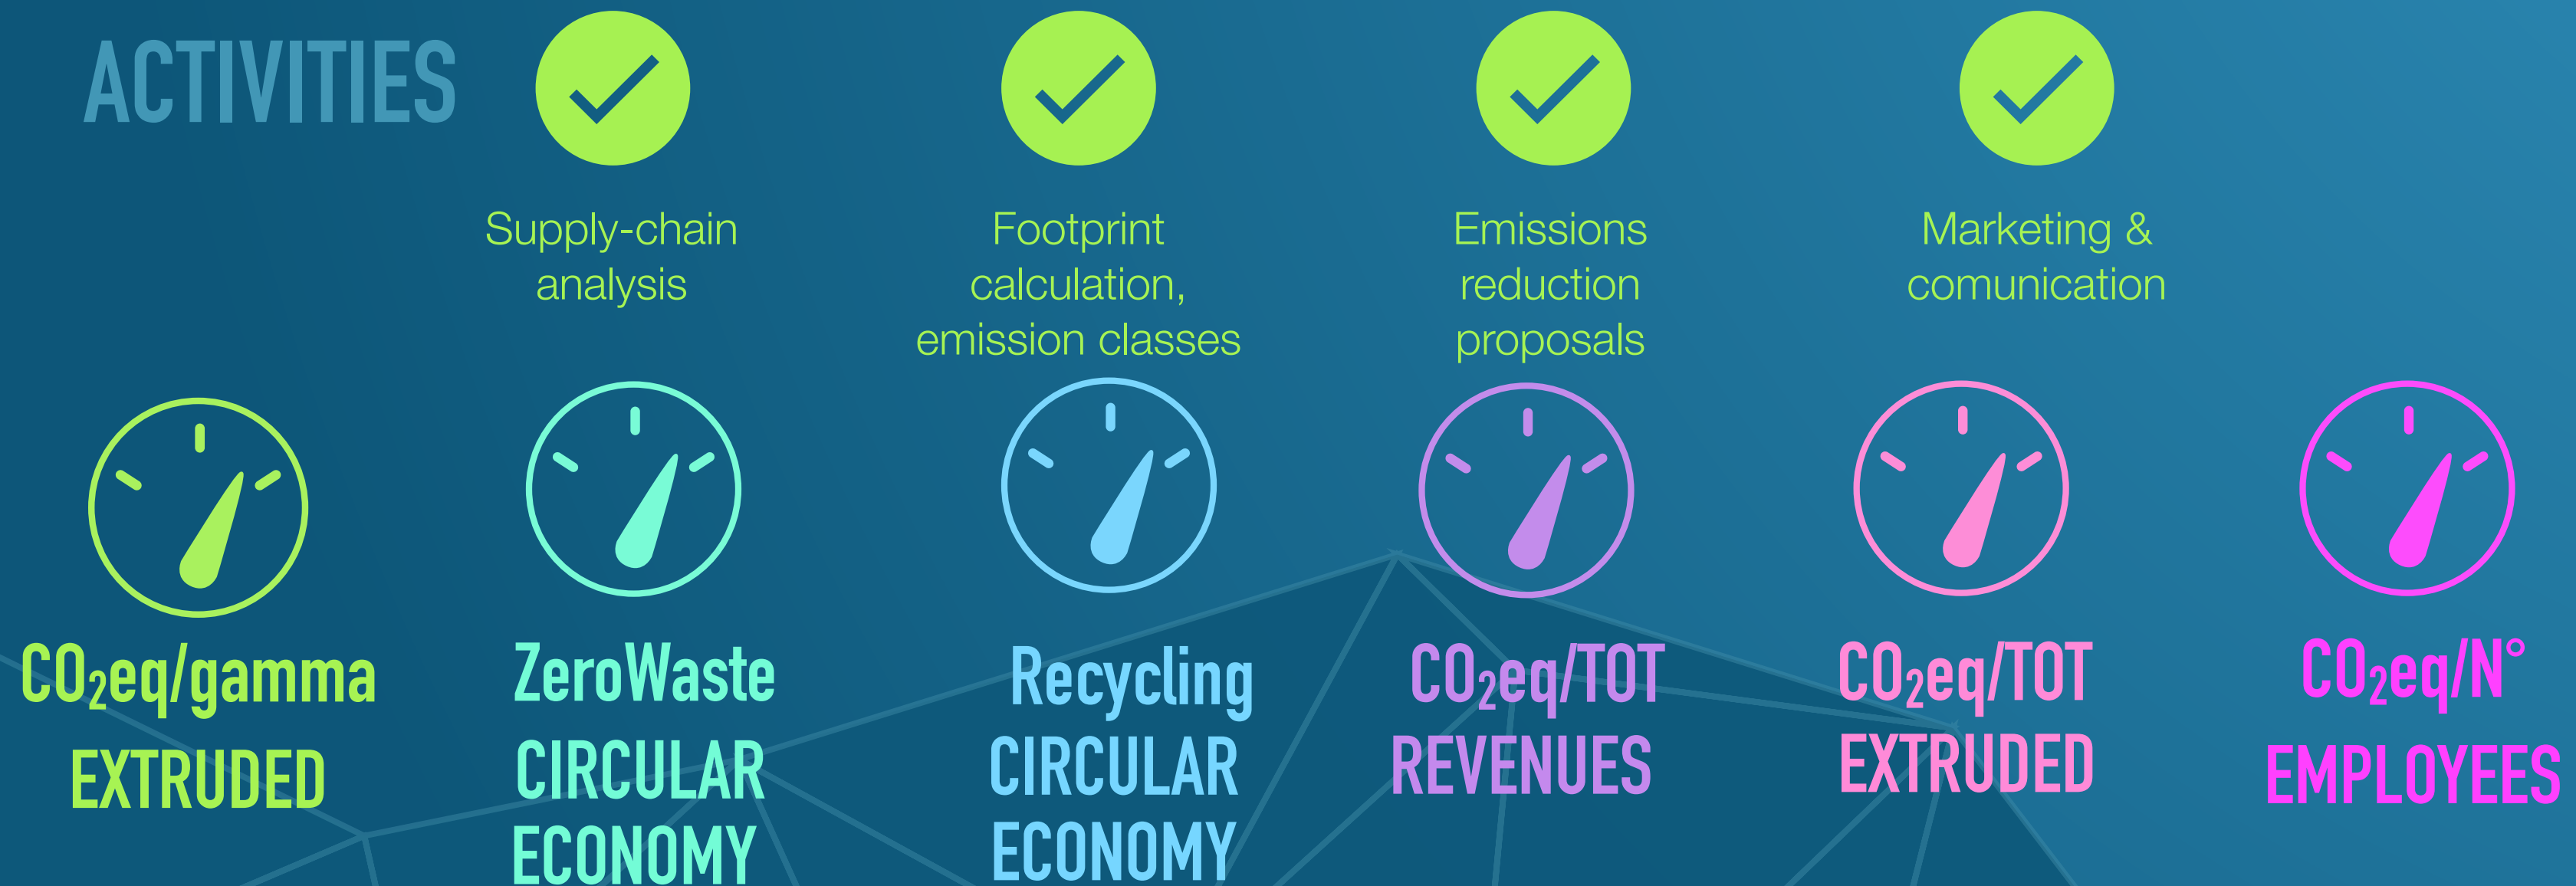 ACTIVITIES
Supply-chain
analysis
Footprint
calculation,
emission classes
Emissions
reduction
proposals
Marketing &
comunication
CO₂eq/gamma
EXTRUDED
ZeroWaste
CIRCULAR
ECONOMY
Recycling
CIRCULAR
ECONOMY
CO₂eq/TOT
REVENUES
CO₂eq/TOT
EXTRUDED
CO₂eq/N°
EMPLOYEES